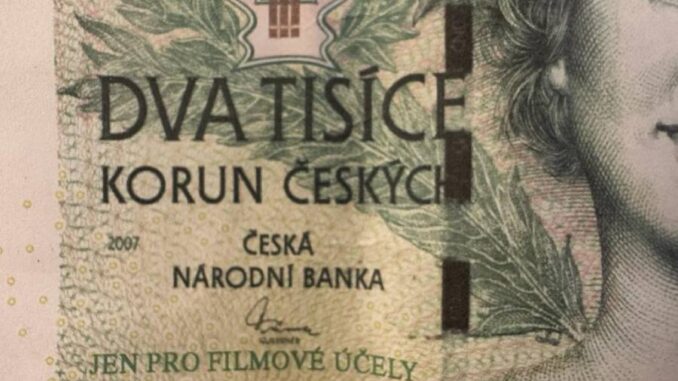 DVA TISÍCE
KORUN ČESKÝCH
2007
ČESKÁ
NÁRODNÍ BANKA
JEN PRO FILMOVÉ ÚČELY